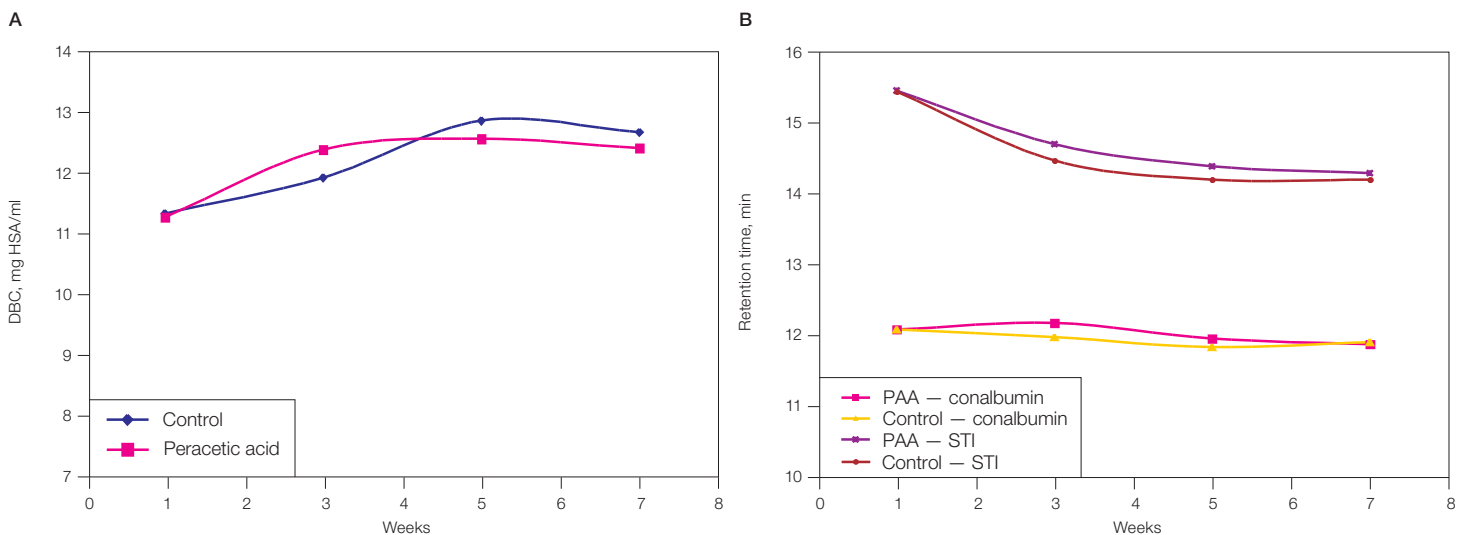 A
DBC, mg HSA/ml
14
13
12
11
10
9
8
7
0
1
2
3
4
5
6
7
8
Weeks
Control
Peracetic acid
B
Retention time, min
16
15
14
13
12
11
10
0
1
2
3
4
5
6
7
8
Weeks
PAA — conalbumin
Control — conalbumin
PAA — STI
Control — STI